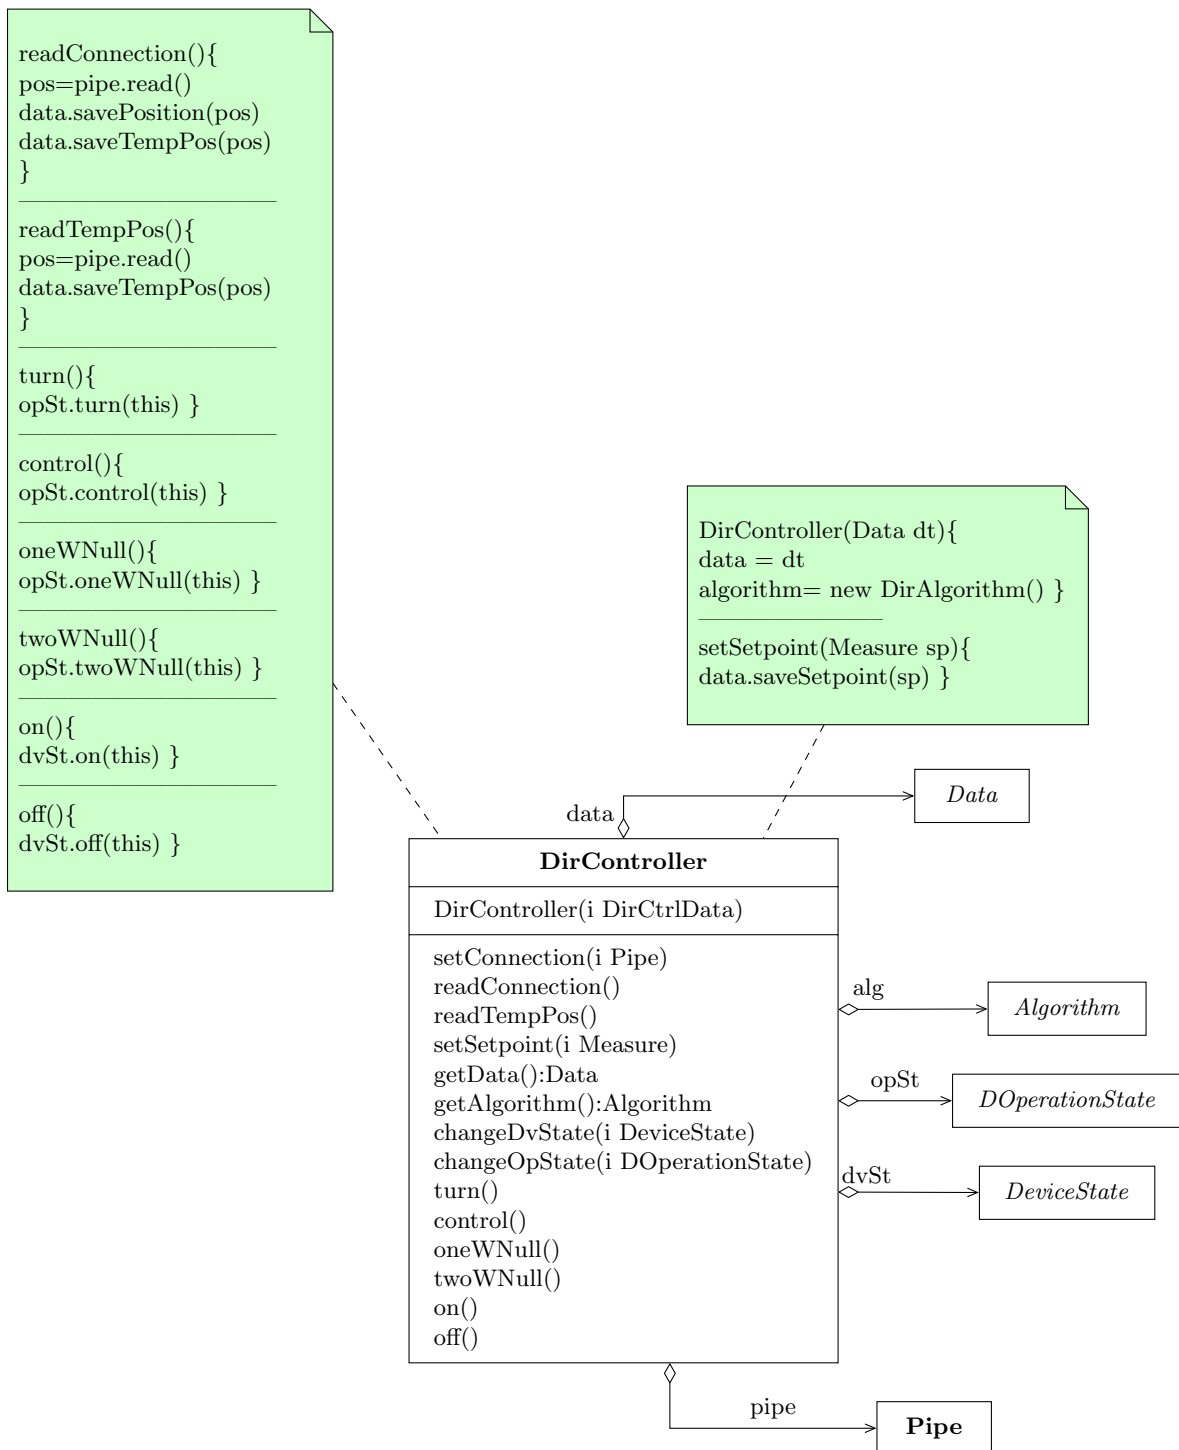 readConnection(){
pos=pipe.read()
data.savePosition(pos)
data.saveTempPos(pos)
}
readTempPos(){
pos=pipe.read()
data.saveTempPos(pos)
}
turn(){
opSt.turn(this) }
control(){
opSt.control(this) }
oneWNull(){
opSt.oneWNull(this) }
twoWNull(){
opSt.twoWNull(this) }
on(){
dvSt.on(this) }
off(){
dvSt.off(this) }
DirController(Data dt){
data = dt
algorithm= new DirAlgorithm() }
setSetpoint(Measure sp){
data.saveSetpoint(sp) }
data
Data
DirController
DirController(i DirCtrlData)
setConnection(i Pipe)
readConnection()
readTempPos()
setSetpoint(i Measure)
getData():Data
getAlgorithm():Algorithm
changeDvState(i DeviceState)
changeOpState(i DOperationState)
turn()
control()
oneWNull()
twoWNull()
on()
off()
alg
Algorithm
opSt
DOperationState
dvSt
DeviceState
pipe
Pipe